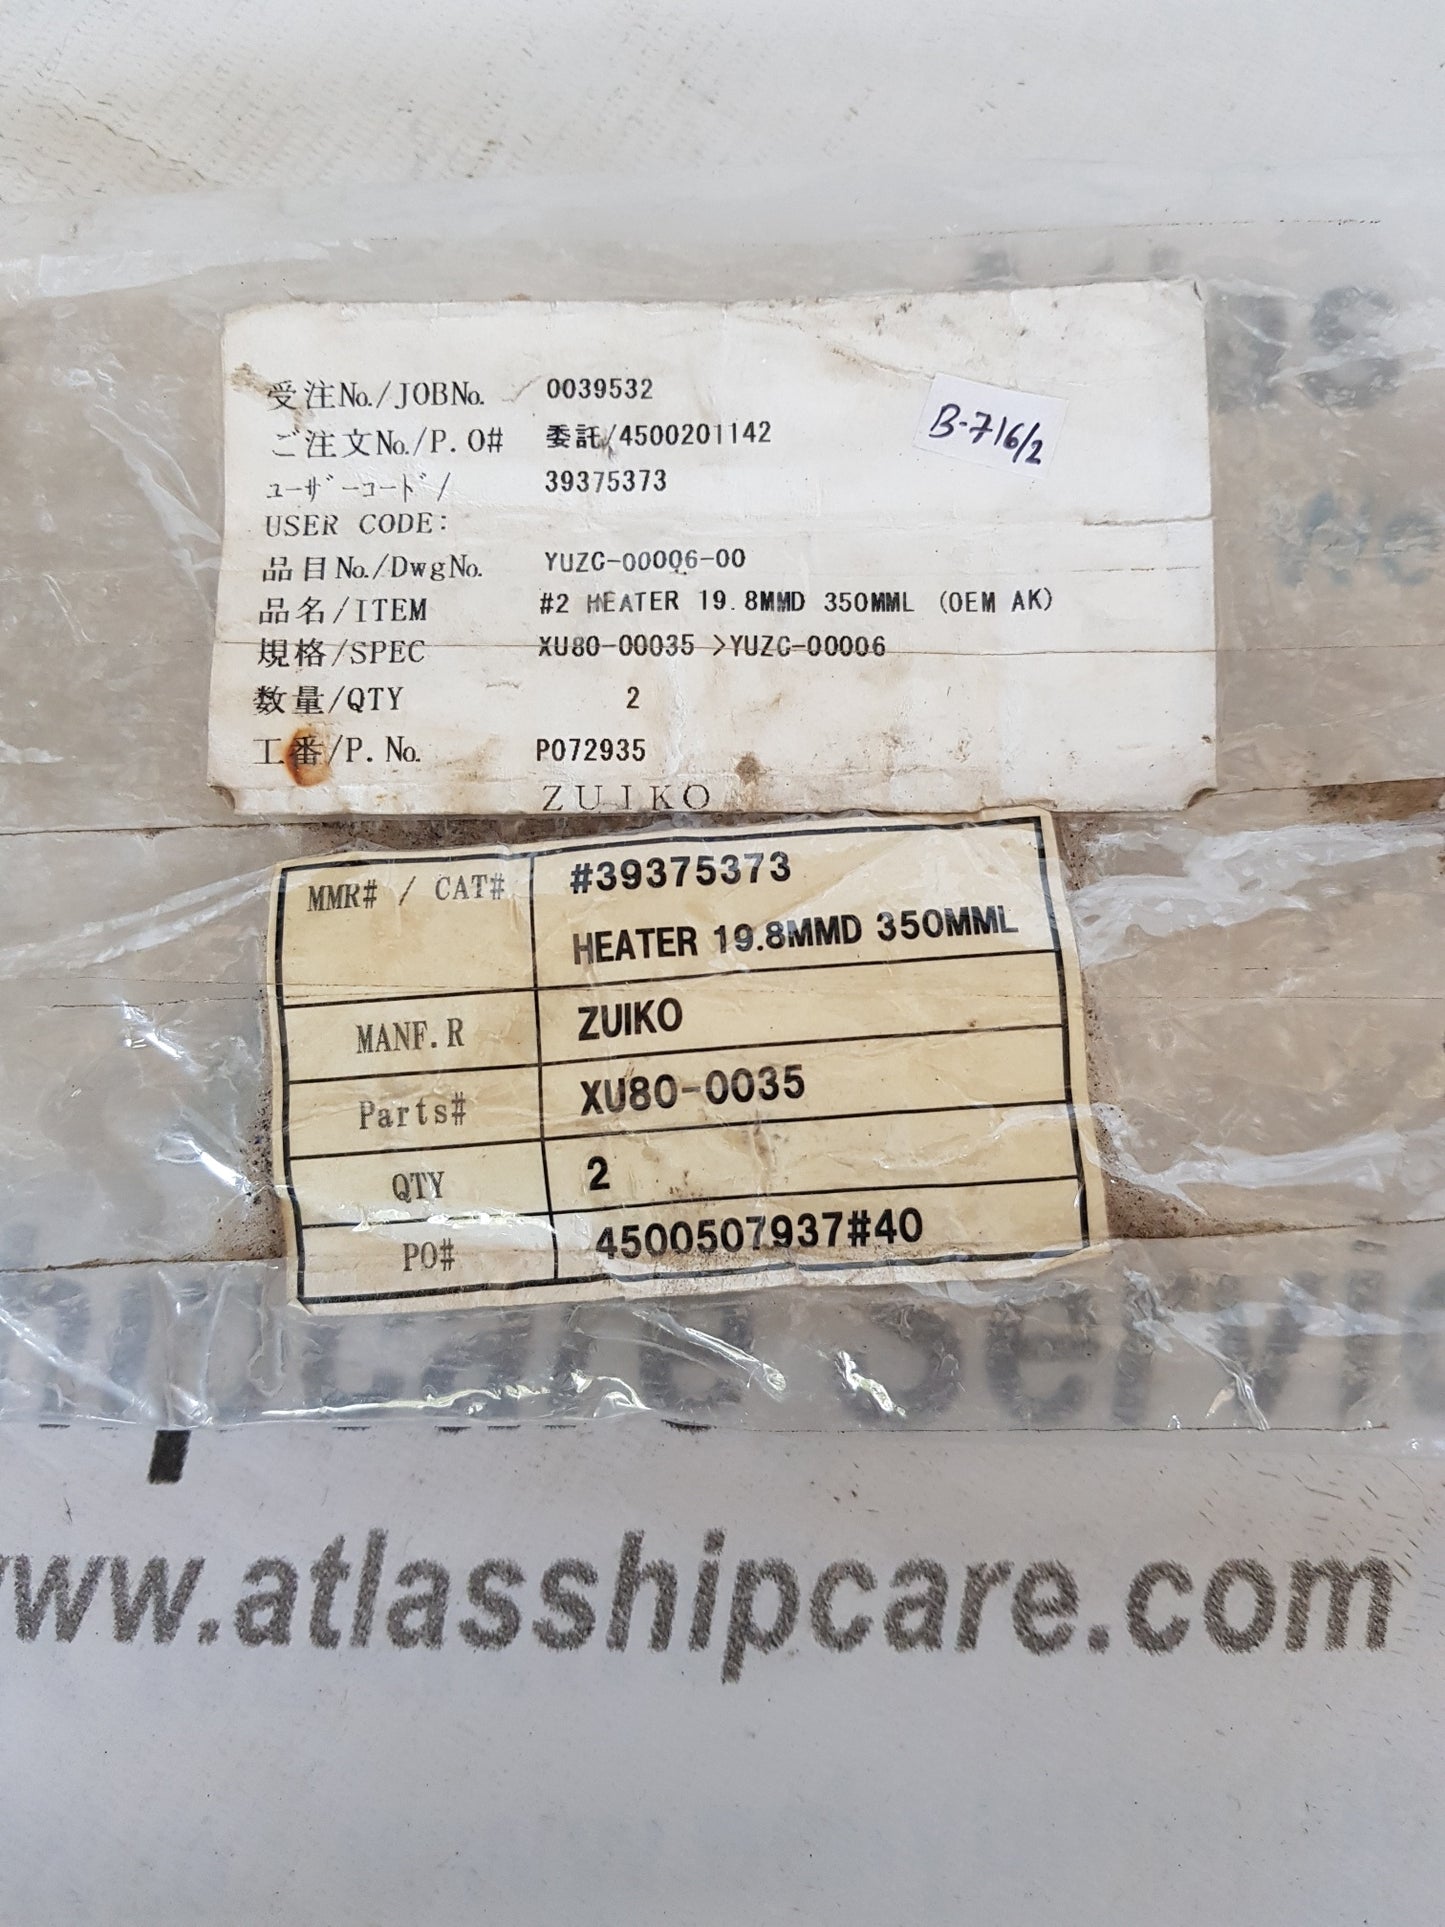 受注No./JOBNo. 0039532
ご注文No./P.O# 委託/4500201142
B-716/2
ユーザーコード/ 39375373
USER CODE:
品目No./DwgNo. YUZC-00006-00
品名/ITEM #2 HEATER 19.8MMD 350MML (OEM AK)
規格/SPEC XU80-00035 >YUZC-00006
数量/QTY 2
工番/P.No. P072935
ZUIKO
MMR# / CAT# #39375373
HEATER 19.8MMD 350MML
MANF.R ZUIKO
Parts# XU80-0035
QTY 2
PO# 4500507937#40
www.atlasshipcare.com